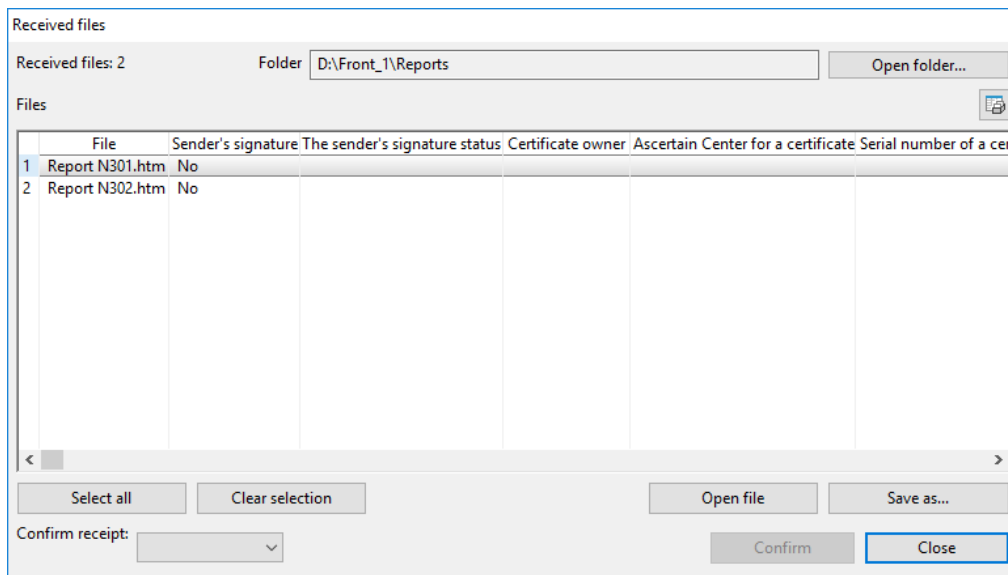 Received files
Received files: 2 Folder D:\Front_1\Reports Open folder...
Files
File Sender's signature The sender's signature status Certificate owner Ascertain Center for a certificate Serial number of a cer
1 Report N301.htm No
2 Report N302.htm No
Select all Clear selection Open file Save as...
Confirm receipt: Confirm Close